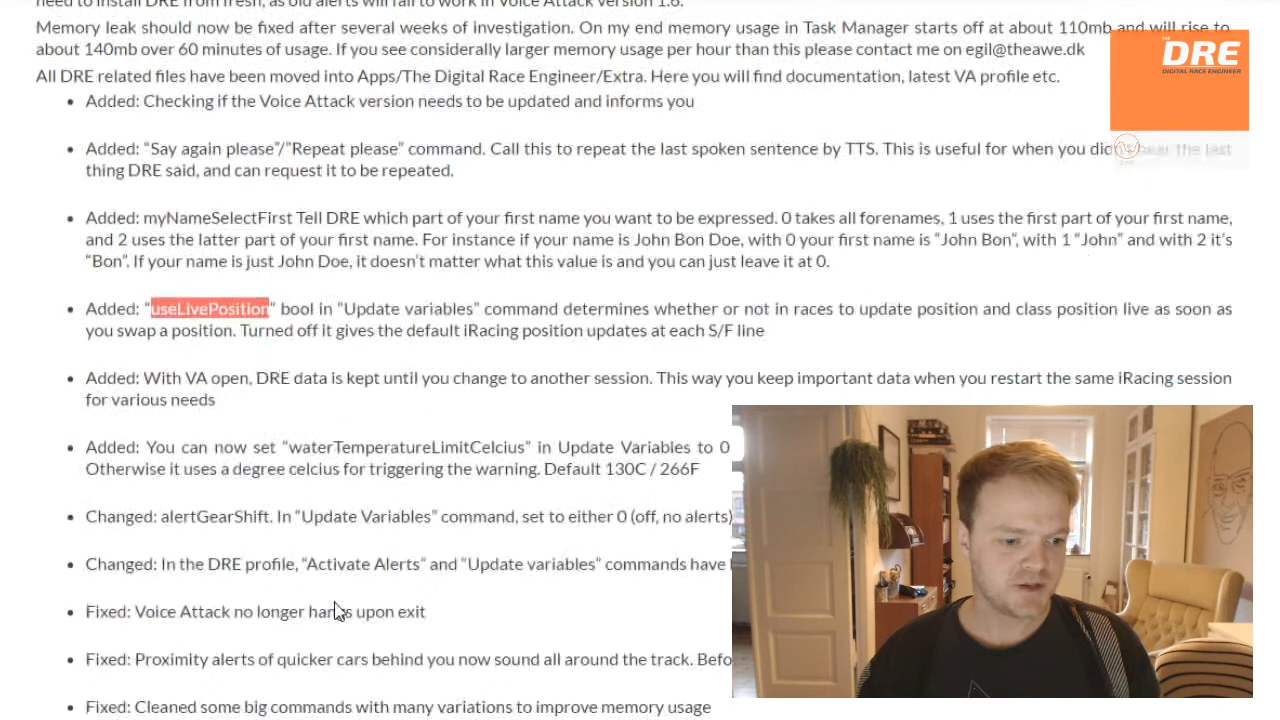 need to install DRE from fresh, as old alerts will fail to work in Voice Attack version 1.6.
Memory leak should now be fixed after several weeks of investigation. On my end memory usage in Task Manager starts off at about 110mb and will rise to
about 140mb over 60 minutes of usage. If you see considerally larger memory usage per hour than this please contact me on egil@theawe.dk
THE
DRE
DIGITAL RACE ENGINEER
All DRE related files have been moved into Apps/The Digital Race Engineer/Extra. Here you will find documentation, latest VA profile etc.
• Added: Checking if the Voice Attack version needs to be updated and informs you
• Added: “Say again please”/”Repeat please” command. Call this to repeat the last spoken sentence by TTS. This is useful for when you didn't hear the last
thing DRE said, and can request it to be repeated.
• Added: myNameSelectFirst Tell DRE which part of your first name you want to be expressed. 0 takes all forenames, 1 uses the first part of your first name,
and 2 uses the latter part of your first name. For instance if your name is John Bon Doe, with 0 your first name is “John Bon”, with 1 “John” and with 2 it’s
“Bon”. If your name is just John Doe, it doesn’t matter what this value is and you can just leave it at 0.
• Added: “useLivePosition” bool in “Update variables” command determines whether or not in races to update position and class position live as soon as
you swap a position. Turned off it gives the default iRacing position updates at each S/F line
• Added: With VA open, DRE data is kept until you change to another session. This way you keep important data when you restart the same iRacing session
for various needs
• Added: You can now set “waterTemperatureLimitCelcius” in Update Variables to 0
Otherwise it uses a degree celcius for triggering the warning. Default 130C / 266F
• Changed: alertGearShift. In “Update Variables” command, set to either 0 (off, no alerts)
• Changed: In the DRE profile, “Activate Alerts” and “Update variables” commands have
• Fixed: Voice Attack no longer hangs upon exit
• Fixed: Proximity alerts of quicker cars behind you now sound all around the track. Befo
• Fixed: Cleaned some big commands with many variations to improve memory usage